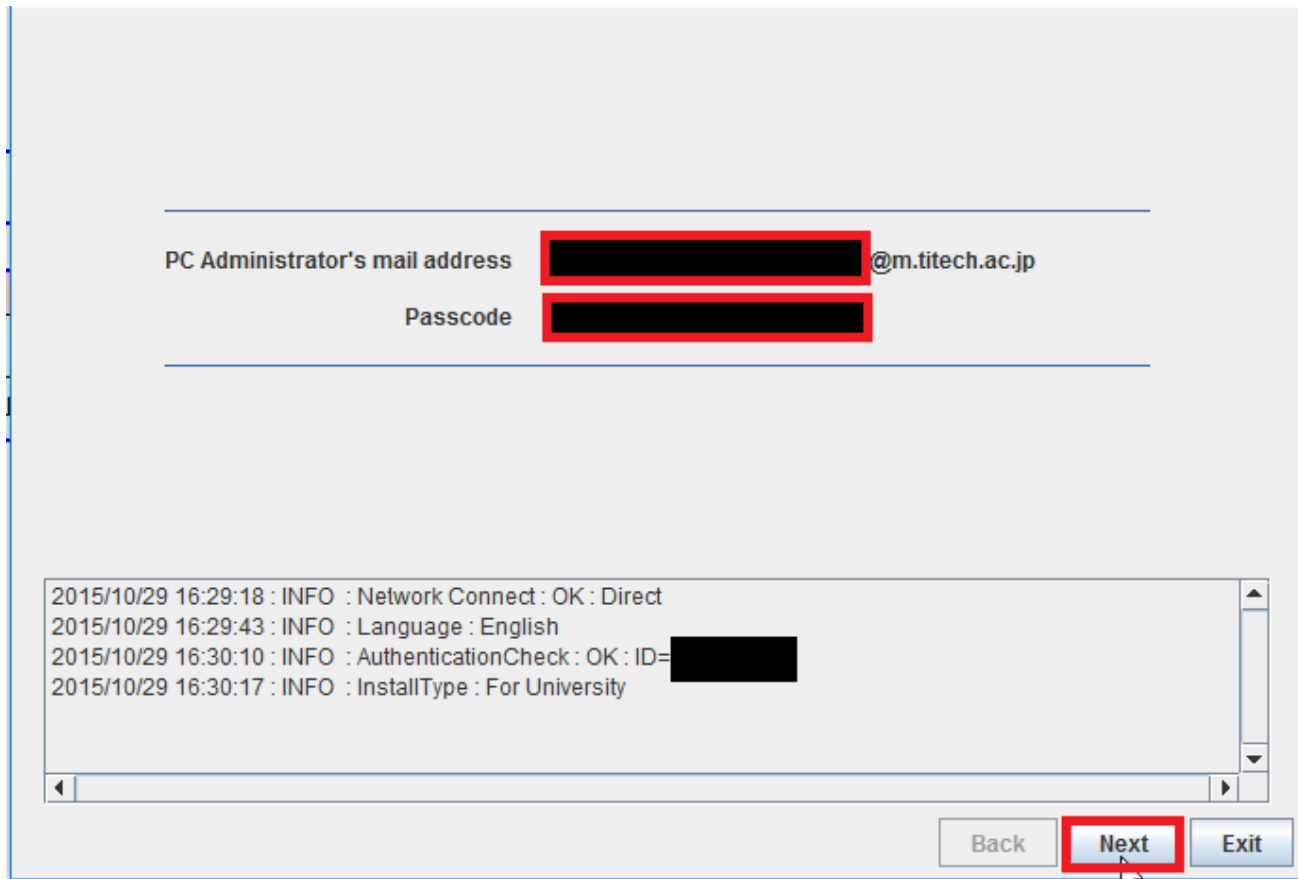 PC Administrator's mail address @m.titech.ac.jp
Passcode
2015/10/29 16:29:18 : INFO : Network Connect : OK : Direct
2015/10/29 16:29:43 : INFO : Language : English
2015/10/29 16:30:10 : INFO : AuthenticationCheck : OK : ID=
2015/10/29 16:30:17 : INFO : InstallType : For University
Back Next Exit